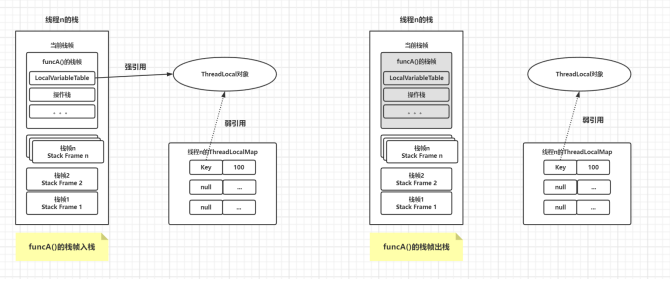 线程n的栈
当前栈帧
funcA()的栈帧
LocalVariableTable
操作栈
. . .
栈帧n
Stack Frame n
栈帧2
Stack Frame 2
栈帧1
Stack Frame 1
funcA()的栈帧入栈
强引用
ThreadLocal对象
弱引用
线程n的ThreadLocalMap
Key 100
null ...
null ...
线程n的栈
当前栈帧
funcA()的栈帧
LocalVariableTable
操作栈
. . .
栈帧n
Stack Frame n
栈帧2
Stack Frame 2
栈帧1
Stack Frame 1
funcA()的栈帧出栈
ThreadLocal对象
弱引用
线程n的ThreadLocalMap
Key 100
null ...
null ...